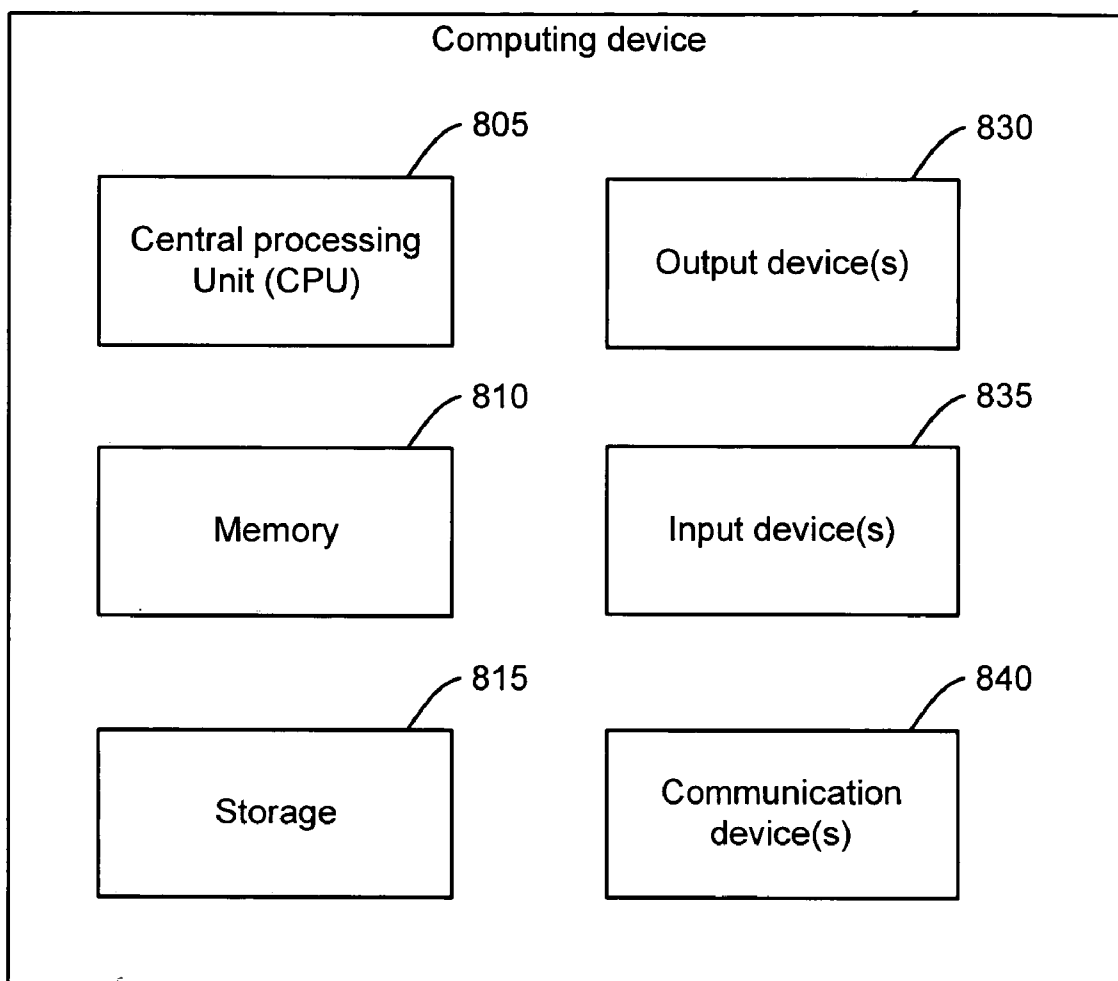 Computing device
805
Central processing
Unit (CPU)
830
Output device(s)
810
Memory
835
Input device(s)
815
Storage
840
Communication
device(s)